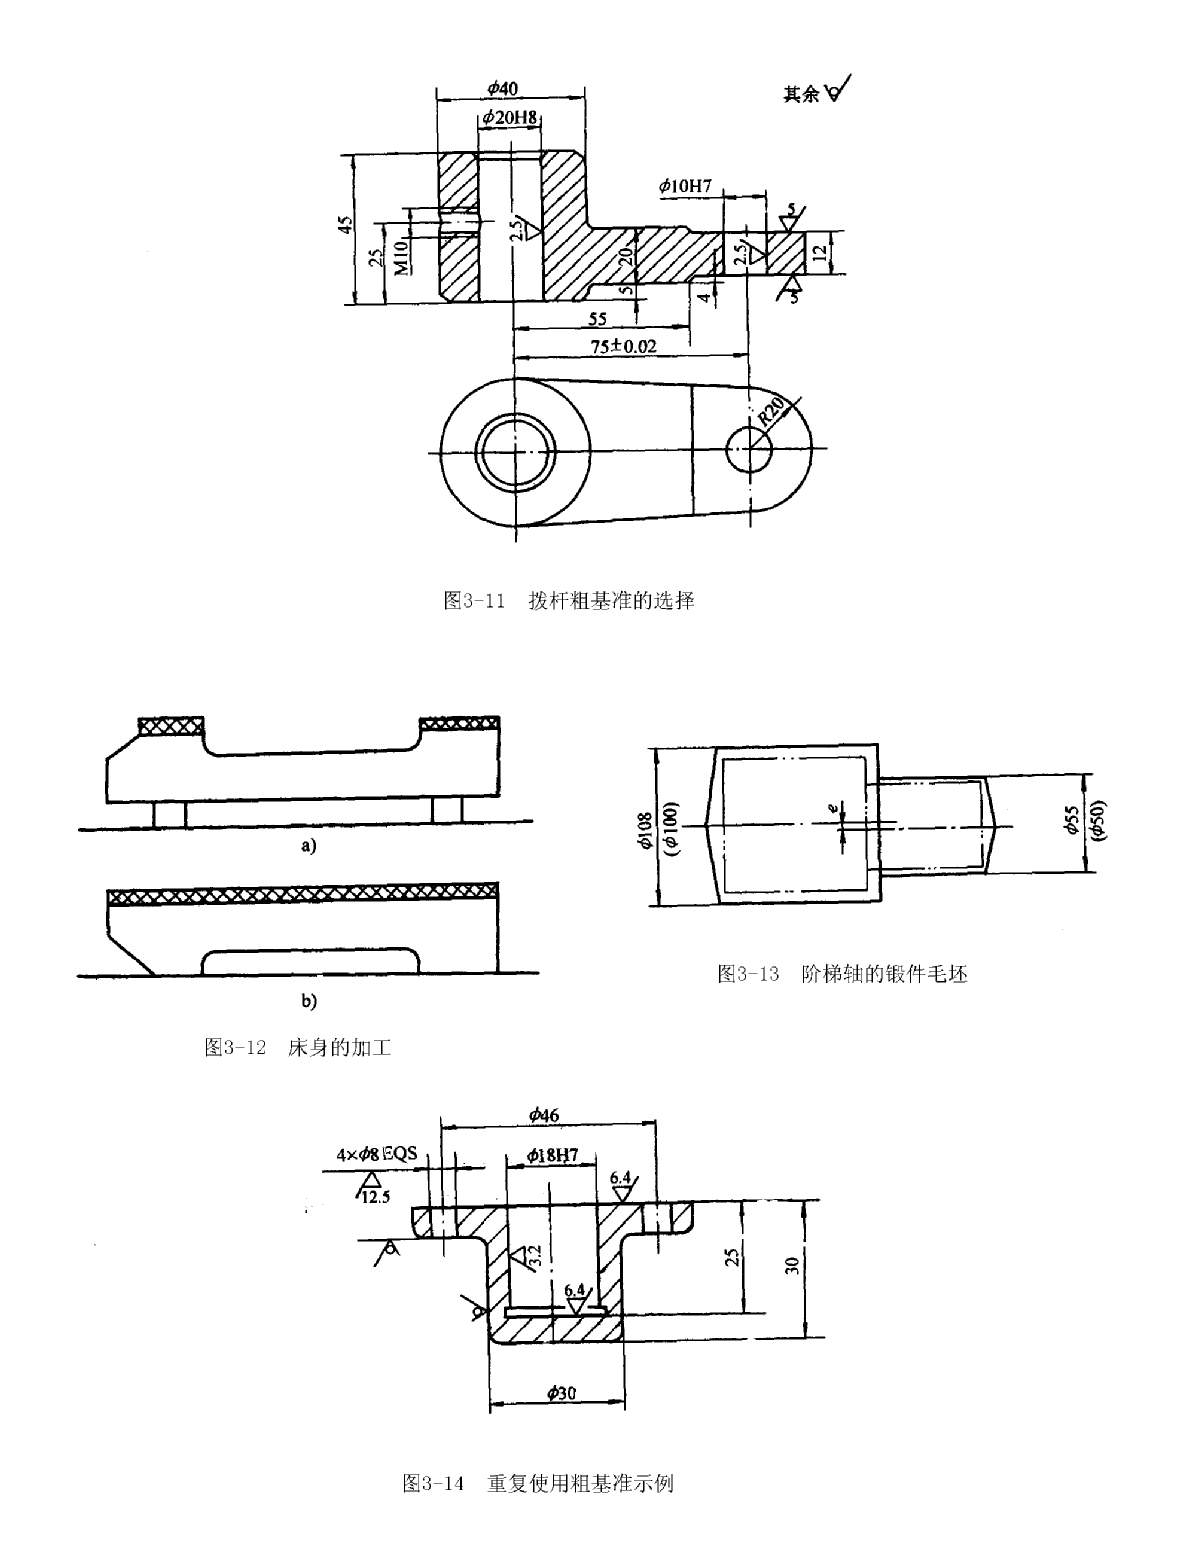 ϕ40
其余
ϕ20H8
ϕ10H7
5
45
25
M10
2.5
20
5
2.5
12
4
5
55
75±0.02
R20
图3-11 拨杆粗基准的选择
a)
b)
图3-12 床身的加工
ϕ108
(ϕ100)
e
ϕ55
(ϕ50)
图3-13 阶梯轴的锻件毛坯
ϕ46
4×ϕ8 EQS
ϕ18H7
12.5
6.4
3.2
6.4
25
30
ϕ30
图3-14 重复使用粗基准示例